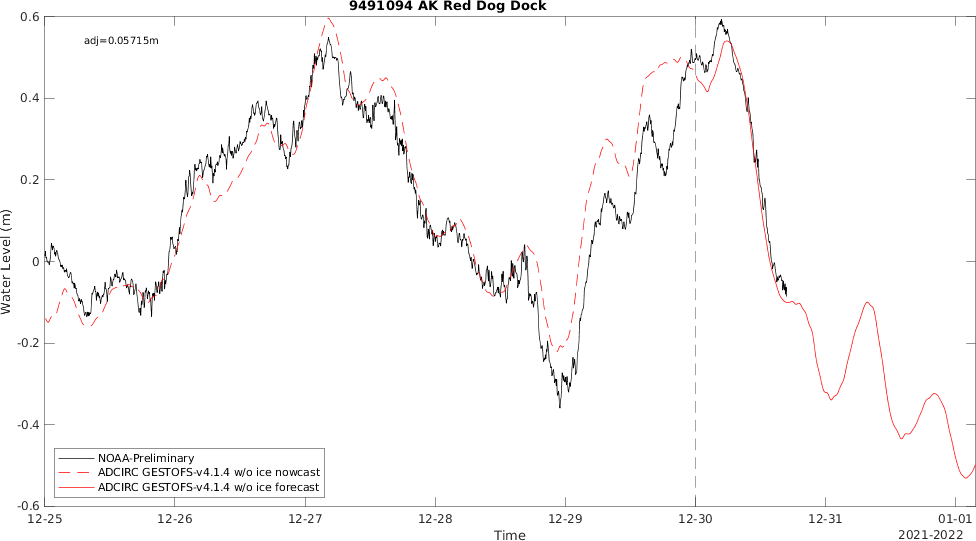 9491094 AK Red Dog Dock
0.6
adj=0.05715m
0.4
0.2
0
-0.2
-0.4
-0.6
Water Level (m)
NOAA-Preliminary
ADCIRC GESTOFS-v4.1.4 w/o ice nowcast
ADCIRC GESTOFS-v4.1.4 w/o ice forecast
12-25 12-26 12-27 12-28 12-29 12-30 12-31 01-01
Time
2021-2022